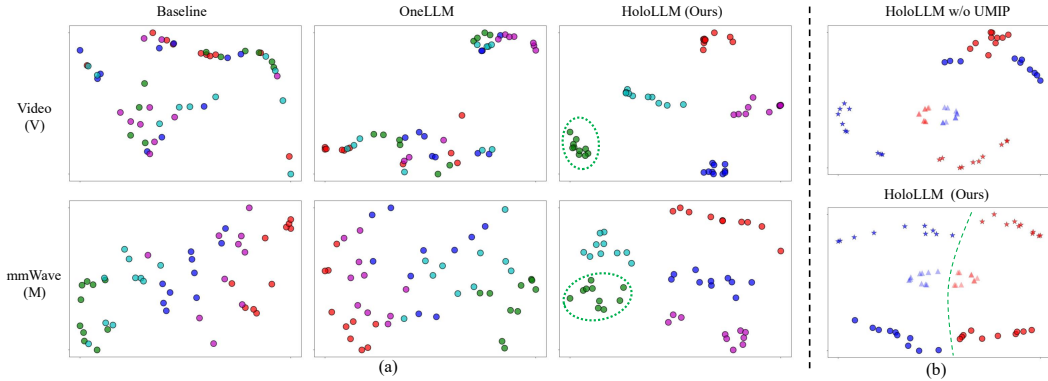 Baseline
OneLLM
HoloLLM (Ours)
HoloLLM w/o UMIP
Video
(V)
HoloLLM (Ours)
mmWave
(M)
(a)
(b)